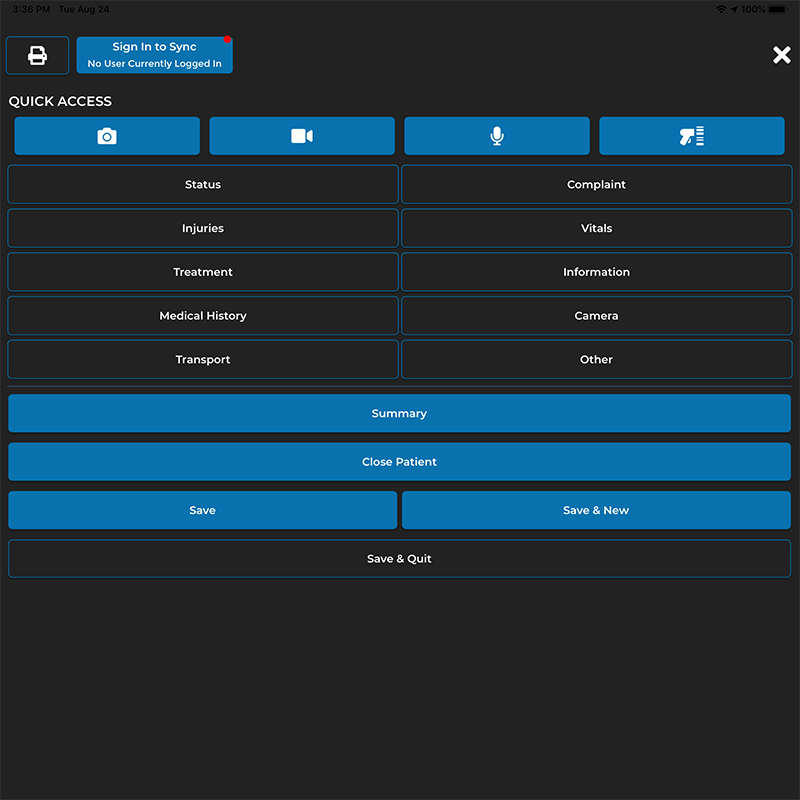 3:36 PM Tue Aug 24
100%
Sign In to Sync
No User Currently Logged In
QUICK ACCESS
Status
Complaint
Injuries
Vitals
Treatment
Information
Medical History
Camera
Transport
Other
Summary
Close Patient
Save
Save & New
Save & Quit